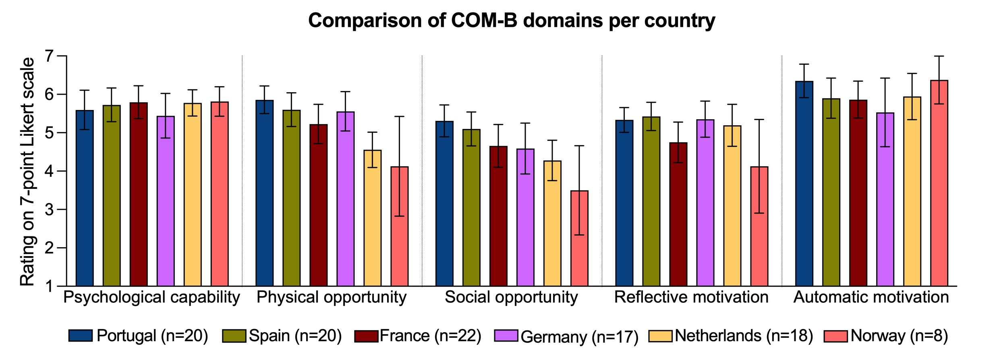 Comparison of COM-B domains per country
Rating on 7-point Likert scale
7
6
5
4
3
2
1
Psychological capability Physical opportunity Social opportunity Reflective motivation Automatic motivation
Portugal (n=20) Spain (n=20) France (n=22) Germany (n=17) Netherlands (n=18) Norway (n=8)